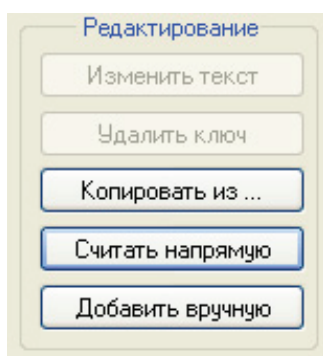 Редактирование
Изменить текст
Удалить ключ
Копировать из ...
Считать напрямую
Добавить вручную